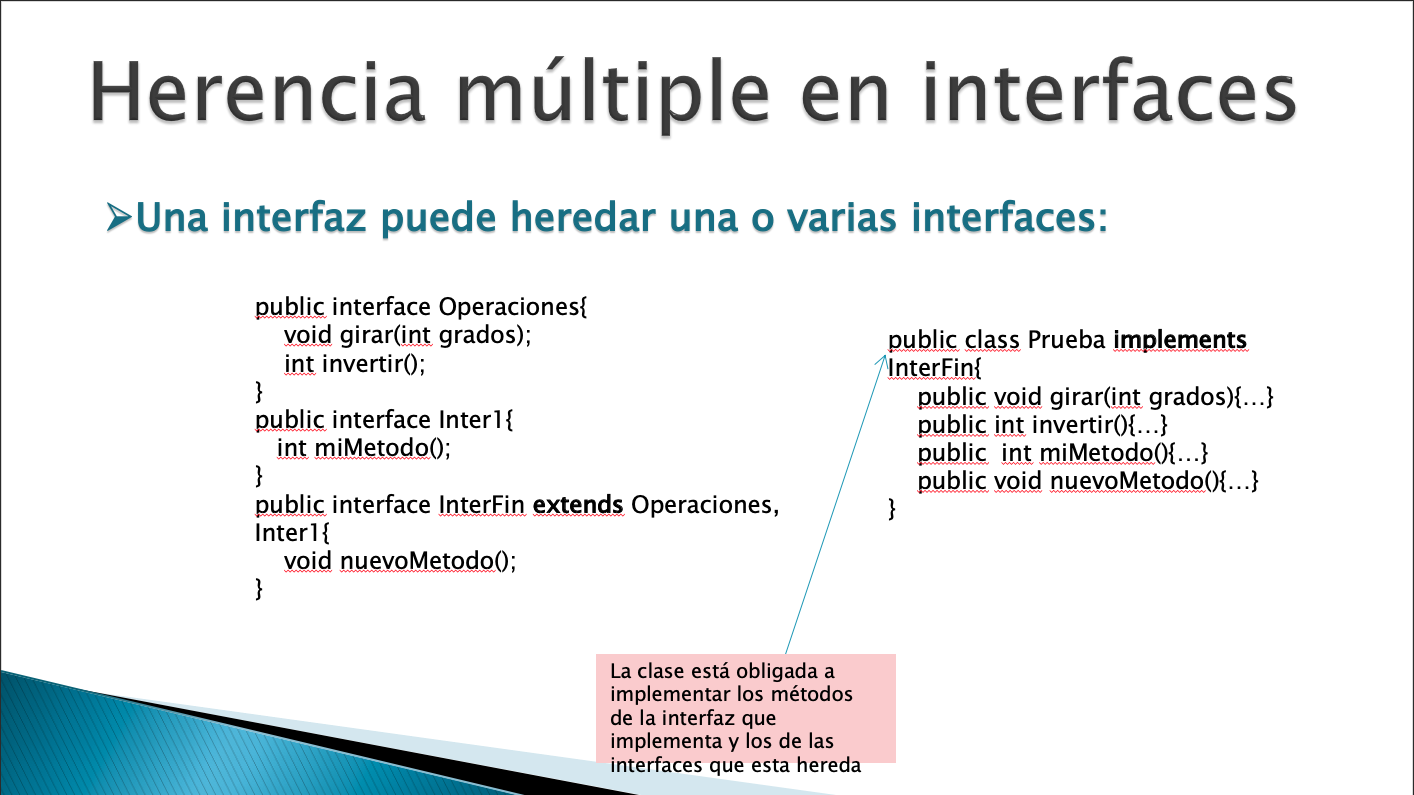 Herencia múltiple en interfaces
➢Una interfaz puede heredar una o varias interfaces:
public interface Operaciones{
void girar(int grados);
int invertir();
}
public interface Inter1{
int miMetodo();
}
public interface InterFin extends Operaciones,
Inter1{
void nuevoMetodo();
}
public class Prueba implements
InterFin{
public void girar(int grados){…}
public int invertir(){…}
public  int miMetodo(){…}
public void nuevoMetodo(){…}
}
La clase está obligada a
implementar los métodos
de la interfaz que
implementa y los de las
interfaces que esta hereda